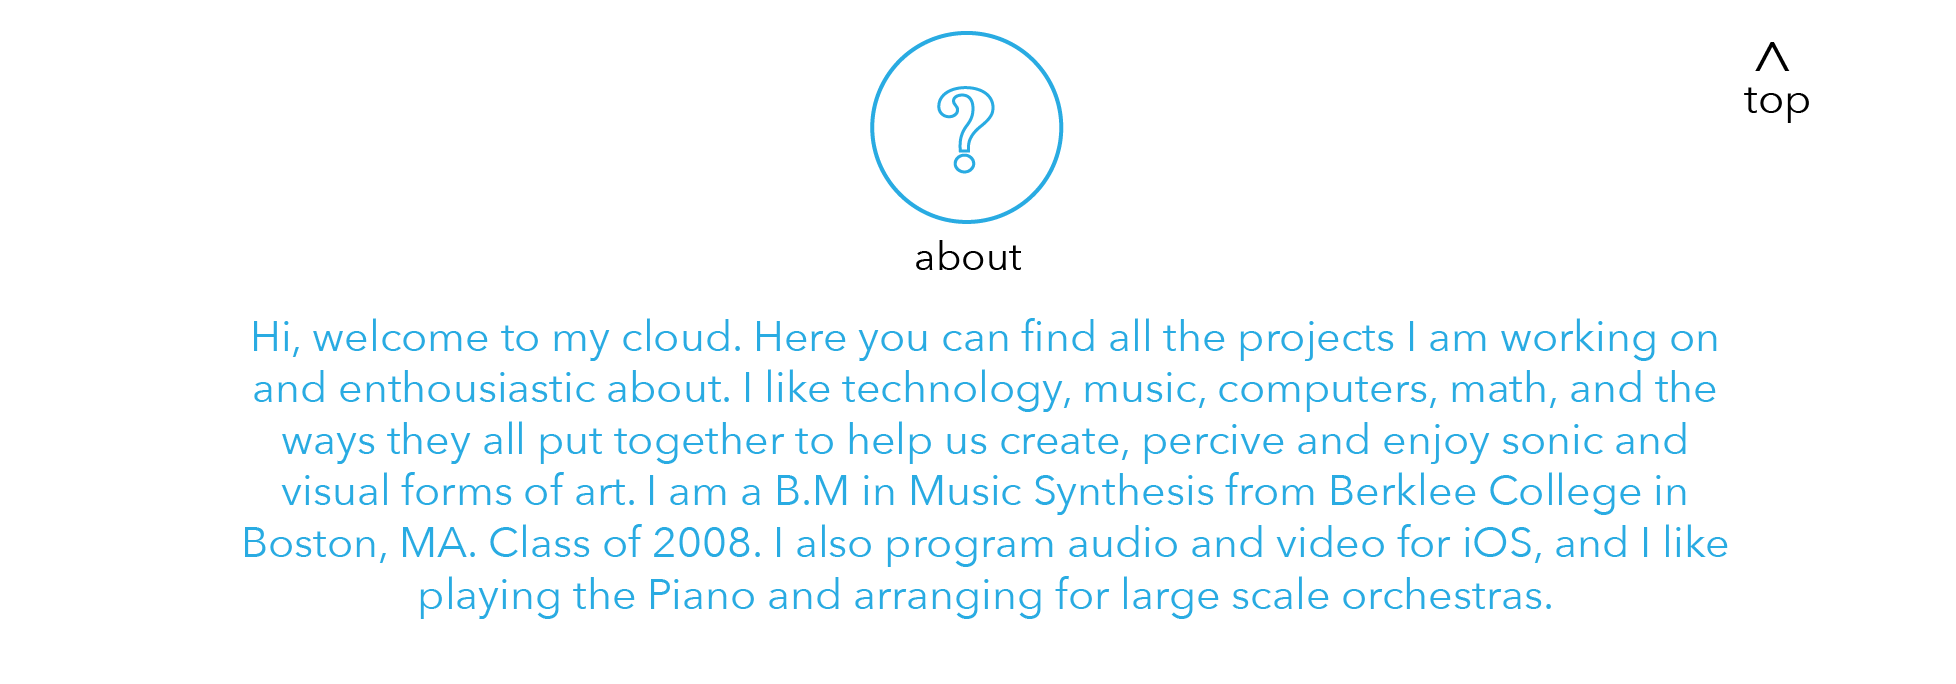 ?
^
top
about
Hi, welcome to my cloud. Here you can find all the projects I am working on
and enthousiastic about. I like technology, music, computers, math, and the
ways they all put together to help us create, percive and enjoy sonic and
visual forms of art. I am a B.M in Music Synthesis from Berklee College in
Boston, MA. Class of 2008. I also program audio and video for iOS, and I like
playing the Piano and arranging for large scale orchestras.